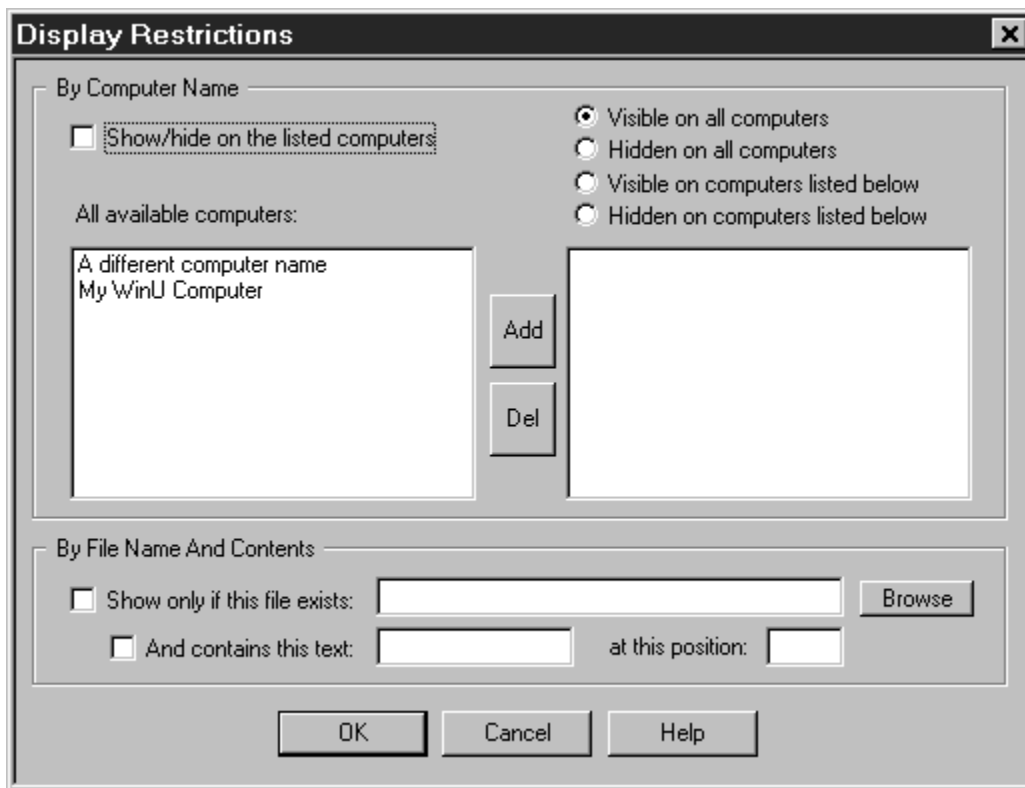 Display Restrictions
By Computer Name
Show/hide on the listed computers
Visible on all computers
Hidden on all computers
Visible on computers listed below
Hidden on computers listed below
All available computers:
A different computer name
My WinU Computer
Add
Del
By File Name And Contents
Show only if this file exists:
Browse
And contains this text:
at this position:
OK
Cancel
Help